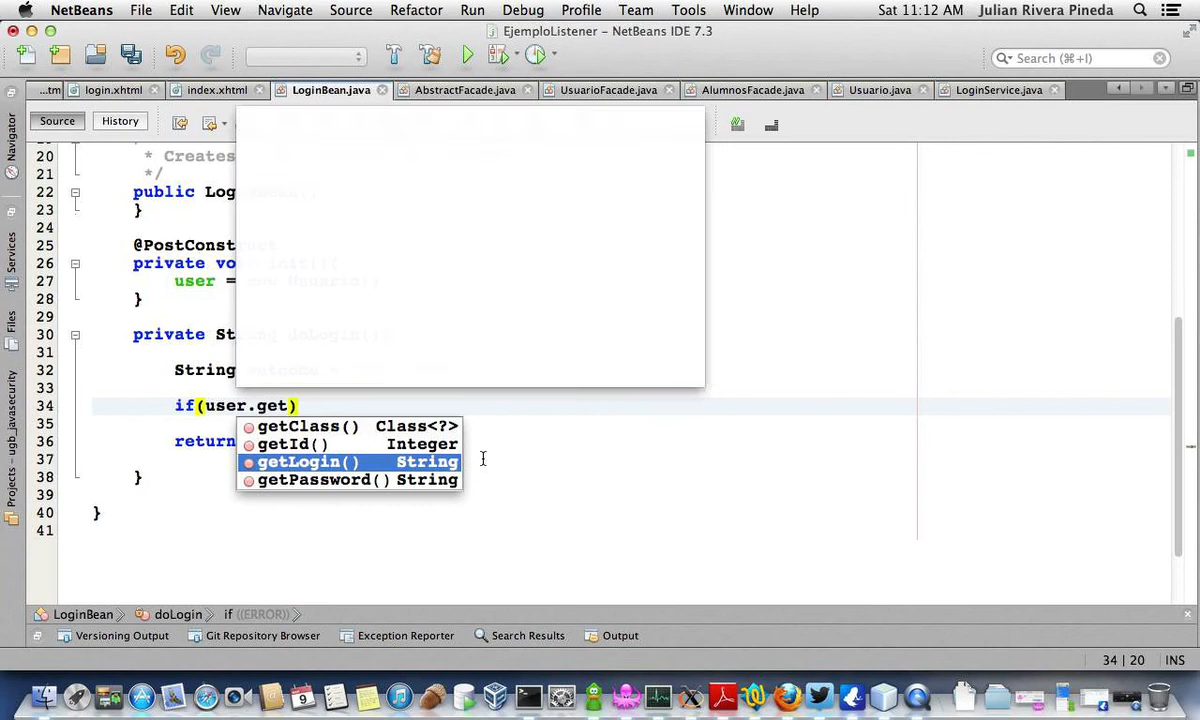 NetBeans File Edit View Navigate Source Refactor Run Debug Profile Team Tools Window Help Sat 11:12 AM Julian Rivera Pineda
EjemploListener – NetBeans IDE 7.3
Search (⌘+I)
...tm login.xhtml index.xhtml LoginBean.java AbstractFacade.java UsuarioFacade.java AlumnosFacade.java Usuario.java LoginService.java
Source History
Navigator
Services
Files
Projects - ugb_javasecurity
20 * Creates
21 */
22 public Log
23 }
24
25 @PostConst
26 private vo init(){
27 user =
28 }
29
30 private St doLogin()
31
32 String
33
34 if(user.get)
getClass() Class<?>
getId() Integer
getLogin() String
getPassword() String
36 return
37
38 }
39
40 }
41
LoginBean doLogin if ((ERROR))
Versioning Output Git Repository Browser Exception Reporter Search Results Output
34 | 20 INS
9